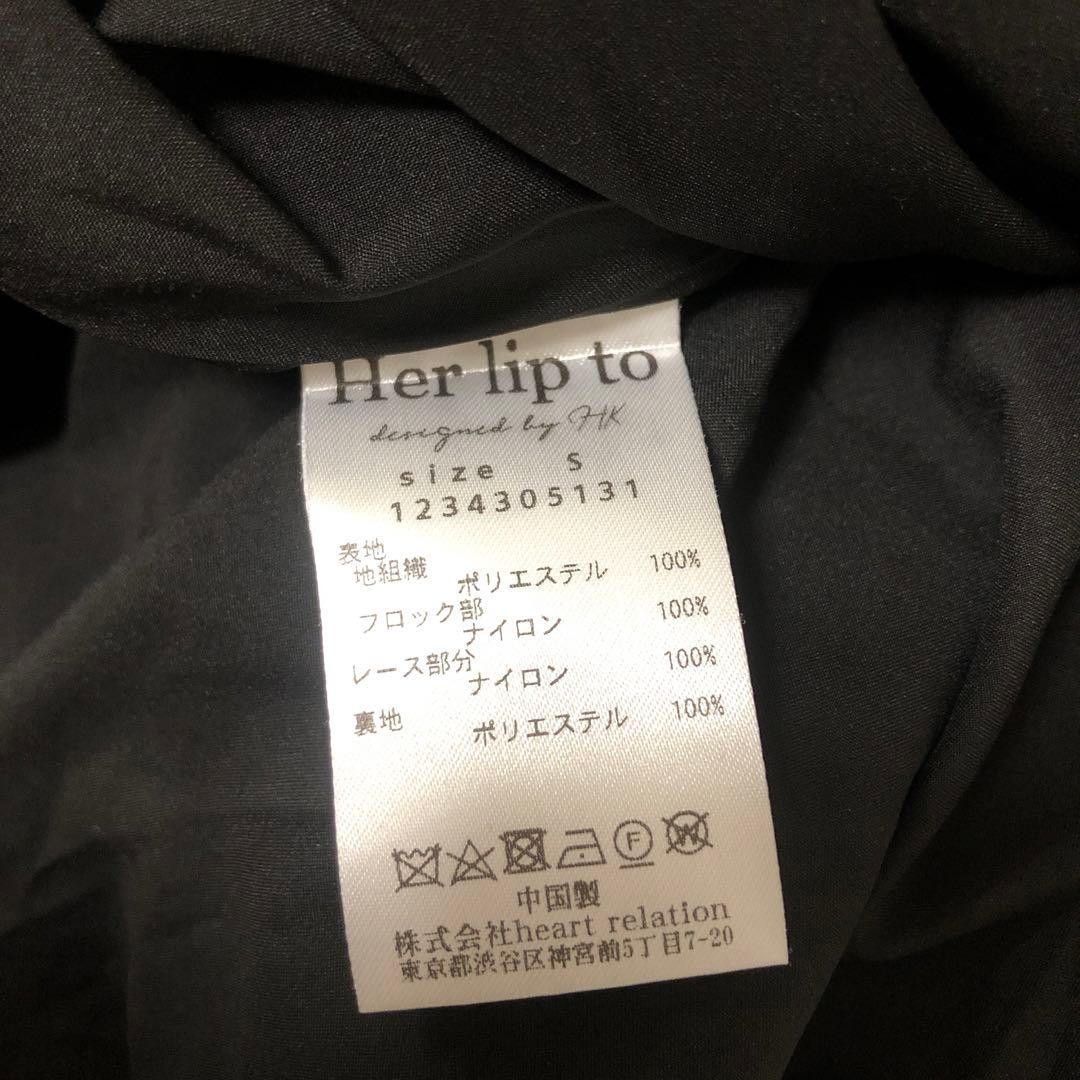 Her lip to
designed by HK
size S
1234305131
表地
地組織 ポリエステル 100%
フロック部
ナイロン 100%
レース部分
ナイロン 100%
裏地 ポリエステル 100%
F W
中国製
株式会社heart relation
東京都渋谷区神宮前5丁目7-20